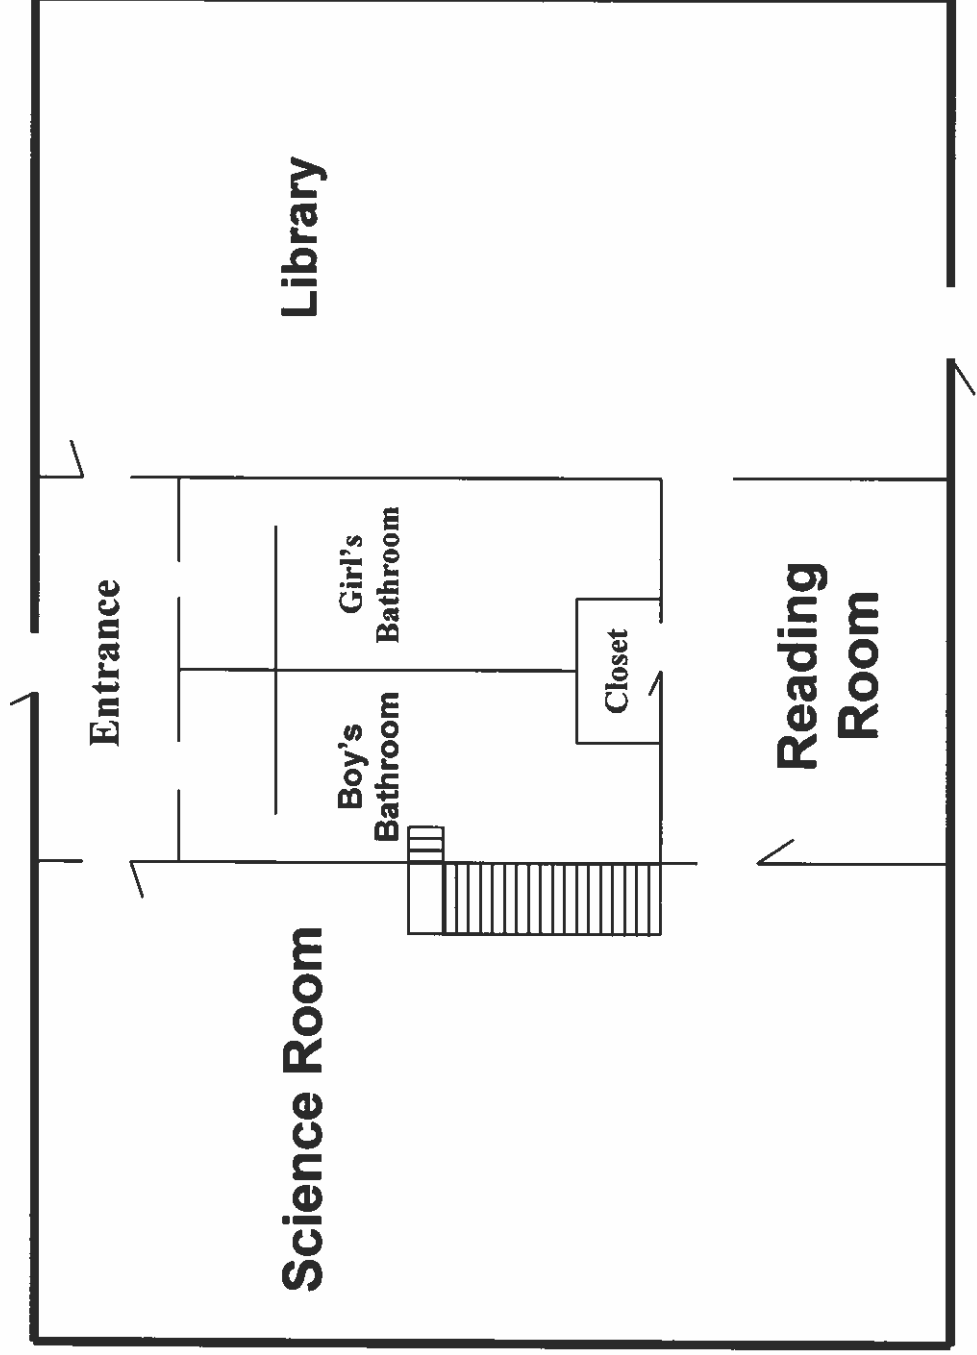 Entrance
Science Room
Library
Boy's
Bathroom
Girl's
Bathroom
Closet
Reading
Room